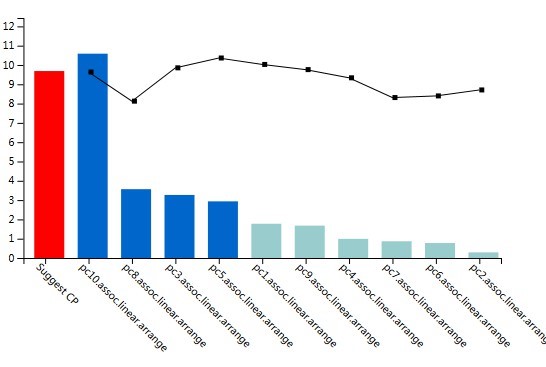 12
11
10
9
8
7
6
5
4
3
2
1
0
Suggest CP
pc10.assoc.linear.arrange
pc8.assoc.linear.arrange
pc3.assoc.linear.arrange
pc5.assoc.linear.arrange
pc1.assoc.linear.arrange
pc9.assoc.linear.arrange
pc4.assoc.linear.arrange
pc7.assoc.linear.arrange
pc6.assoc.linear.arrange
pc2.assoc.linear.arran